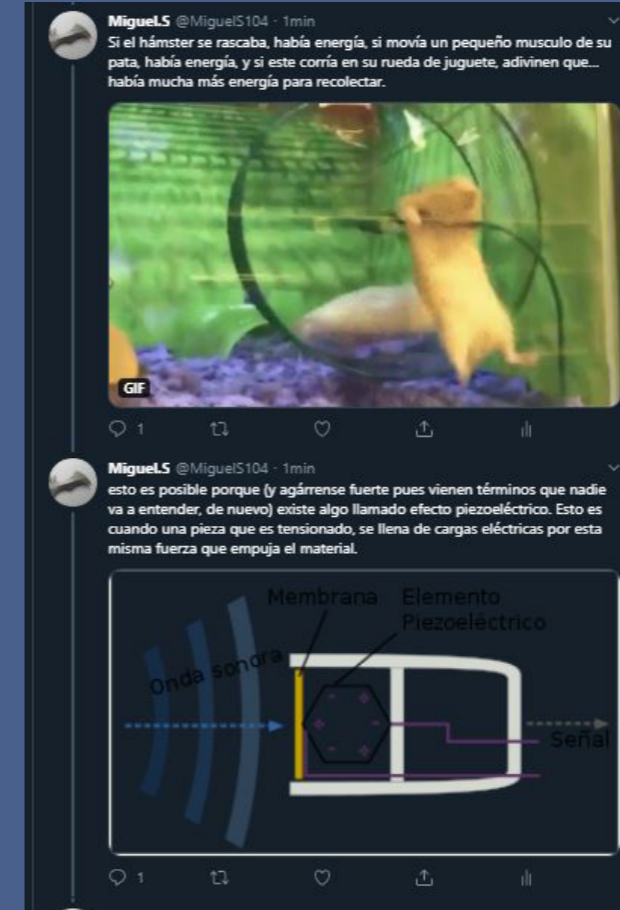 Miguel.S @MiguelS104 · 1min
Si el hámster se rascaba, había energía, si movía un pequeño musculo de su
pata, había energía, y si este corría en su rueda de juguete, adivinen que...
había mucha más energía para recolectar.
GIF
1
Miguel.S @MiguelS104 · 1min
esto es posible porque (y agárrense fuerte pues vienen términos que nadie
va a entender, de nuevo) existe algo llamado efecto piezoeléctrico. Esto es
cuando una pieza que es tensionado, se llena de cargas eléctricas por esta
misma fuerza que empuja el material.
Membrana
Elemento
Piezoeléctrico
Onda sonora
Señal
1